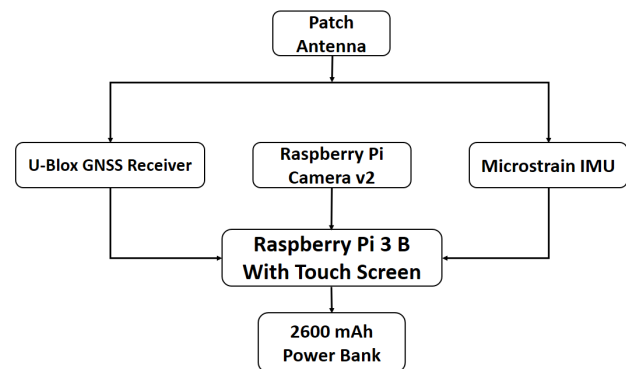 Patch
Antenna
U-Blox GNSS Receiver
Raspberry Pi
Camera v2
Microstrain IMU
Raspberry Pi 3 B
With Touch Screen
2600 mAh
Power Bank